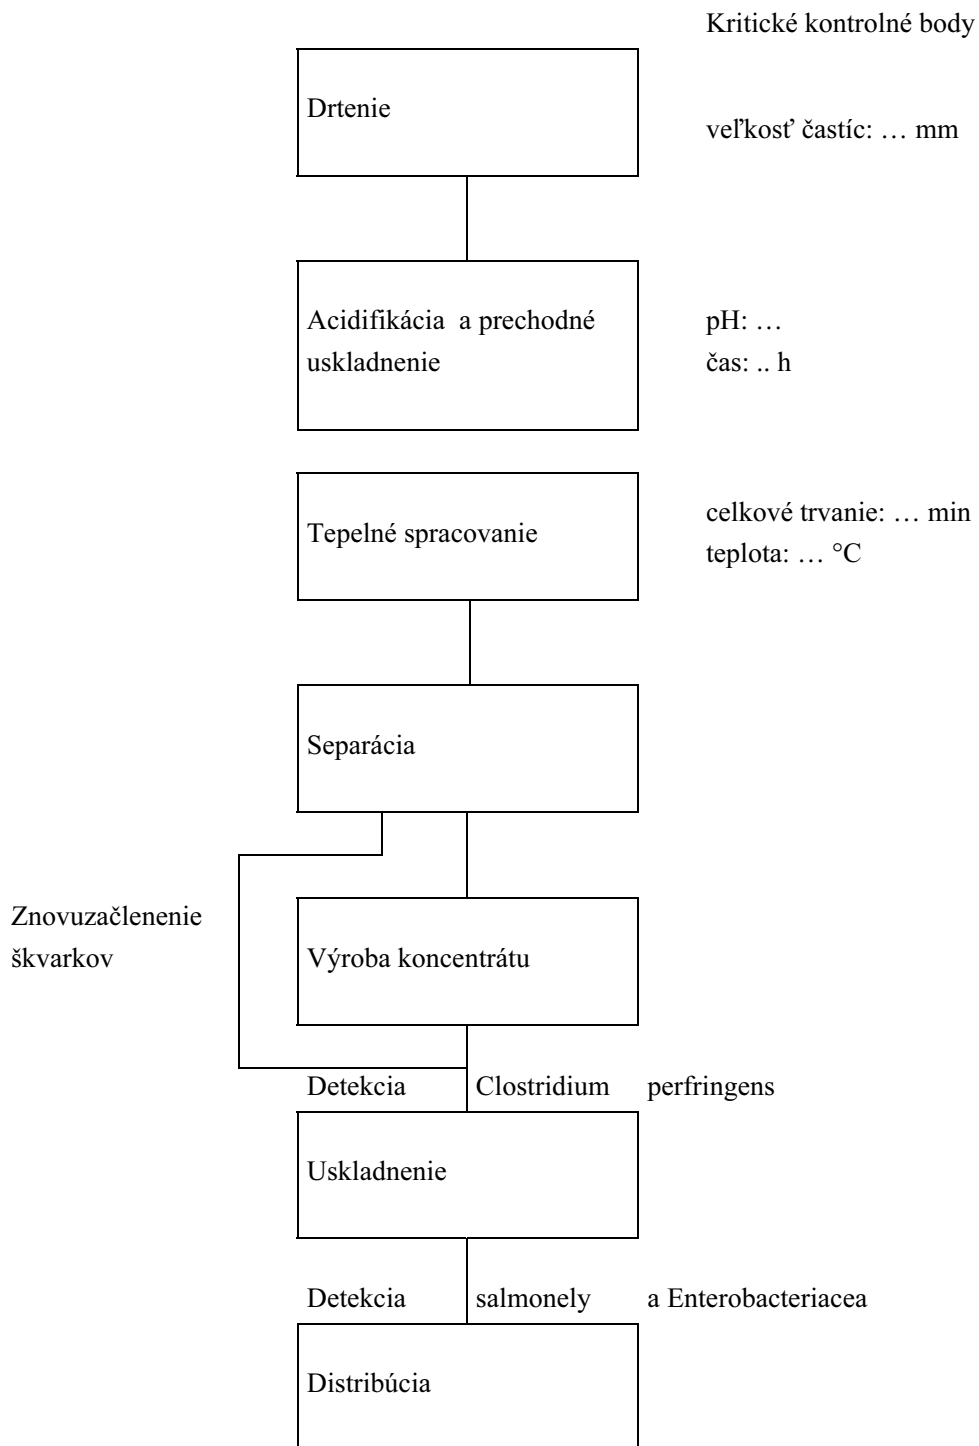 Kritické kontrolné body
Drtenie
veľkosť častíc: … mm
Acidifikácia a prechodné
uskladnenie
pH: …
čas: .. h
Tepelné spracovanie
celkové trvanie: … min
teplota: … °C
Separácia
Znovuzačlenenie
škvarkov
Výroba koncentrátu
Detekcia Clostridium perfringens
Uskladnenie
Detekcia salmonely a Enterobacteriacea
Distribúcia